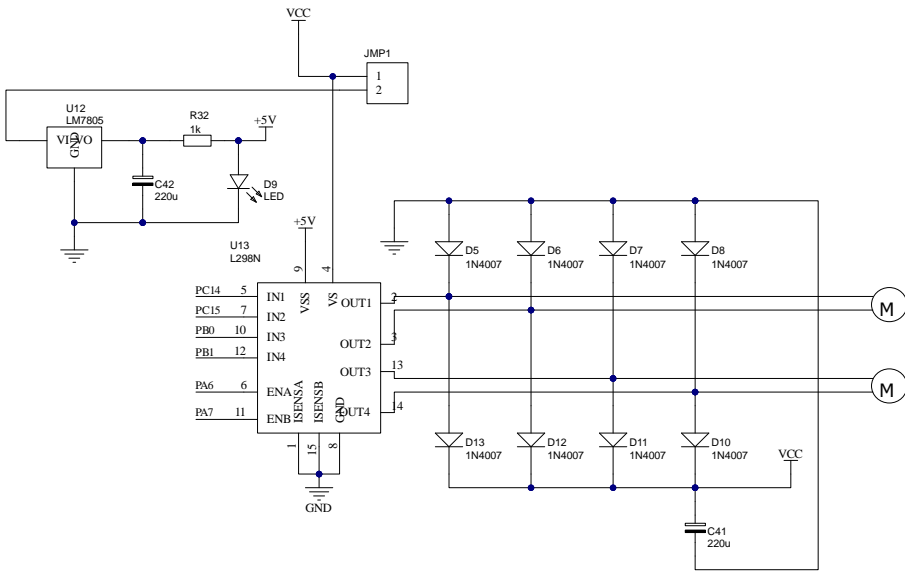 VCC
JMP1
1
2
U12
LM7805
VI VO
GND
R32
1k
+5V
C42
220u
D9
LED
+5V
U13
L298N
9
4
VSS
VS
PC14 5 IN1
PC15 7 IN2
PB0 10 IN3
PB1 12 IN4
PA6 6 ENA
PA7 11 ENB
OUT1 2
OUT2 3
OUT3 13
OUT4 14
ISENSA
ISENSB
GND
1
15
8
GND
D5
1N4007
D6
1N4007
D7
1N4007
D8
1N4007
M
M
D13
1N4007
D12
1N4007
D11
1N4007
D10
1N4007
VCC
C41
220u